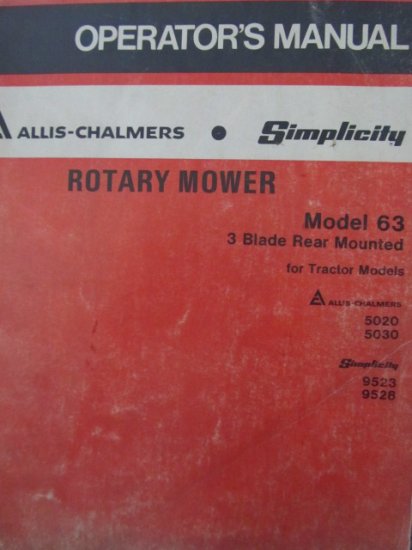 OPERATOR'S MANUAL
ALLIS-CHALMERS • Simplicity
ROTARY MOWER
Model 63
3 Blade Rear Mounted
for Tractor Models
ALLIS-CHALMERS
5020
5030
Simplicity
9523
9528